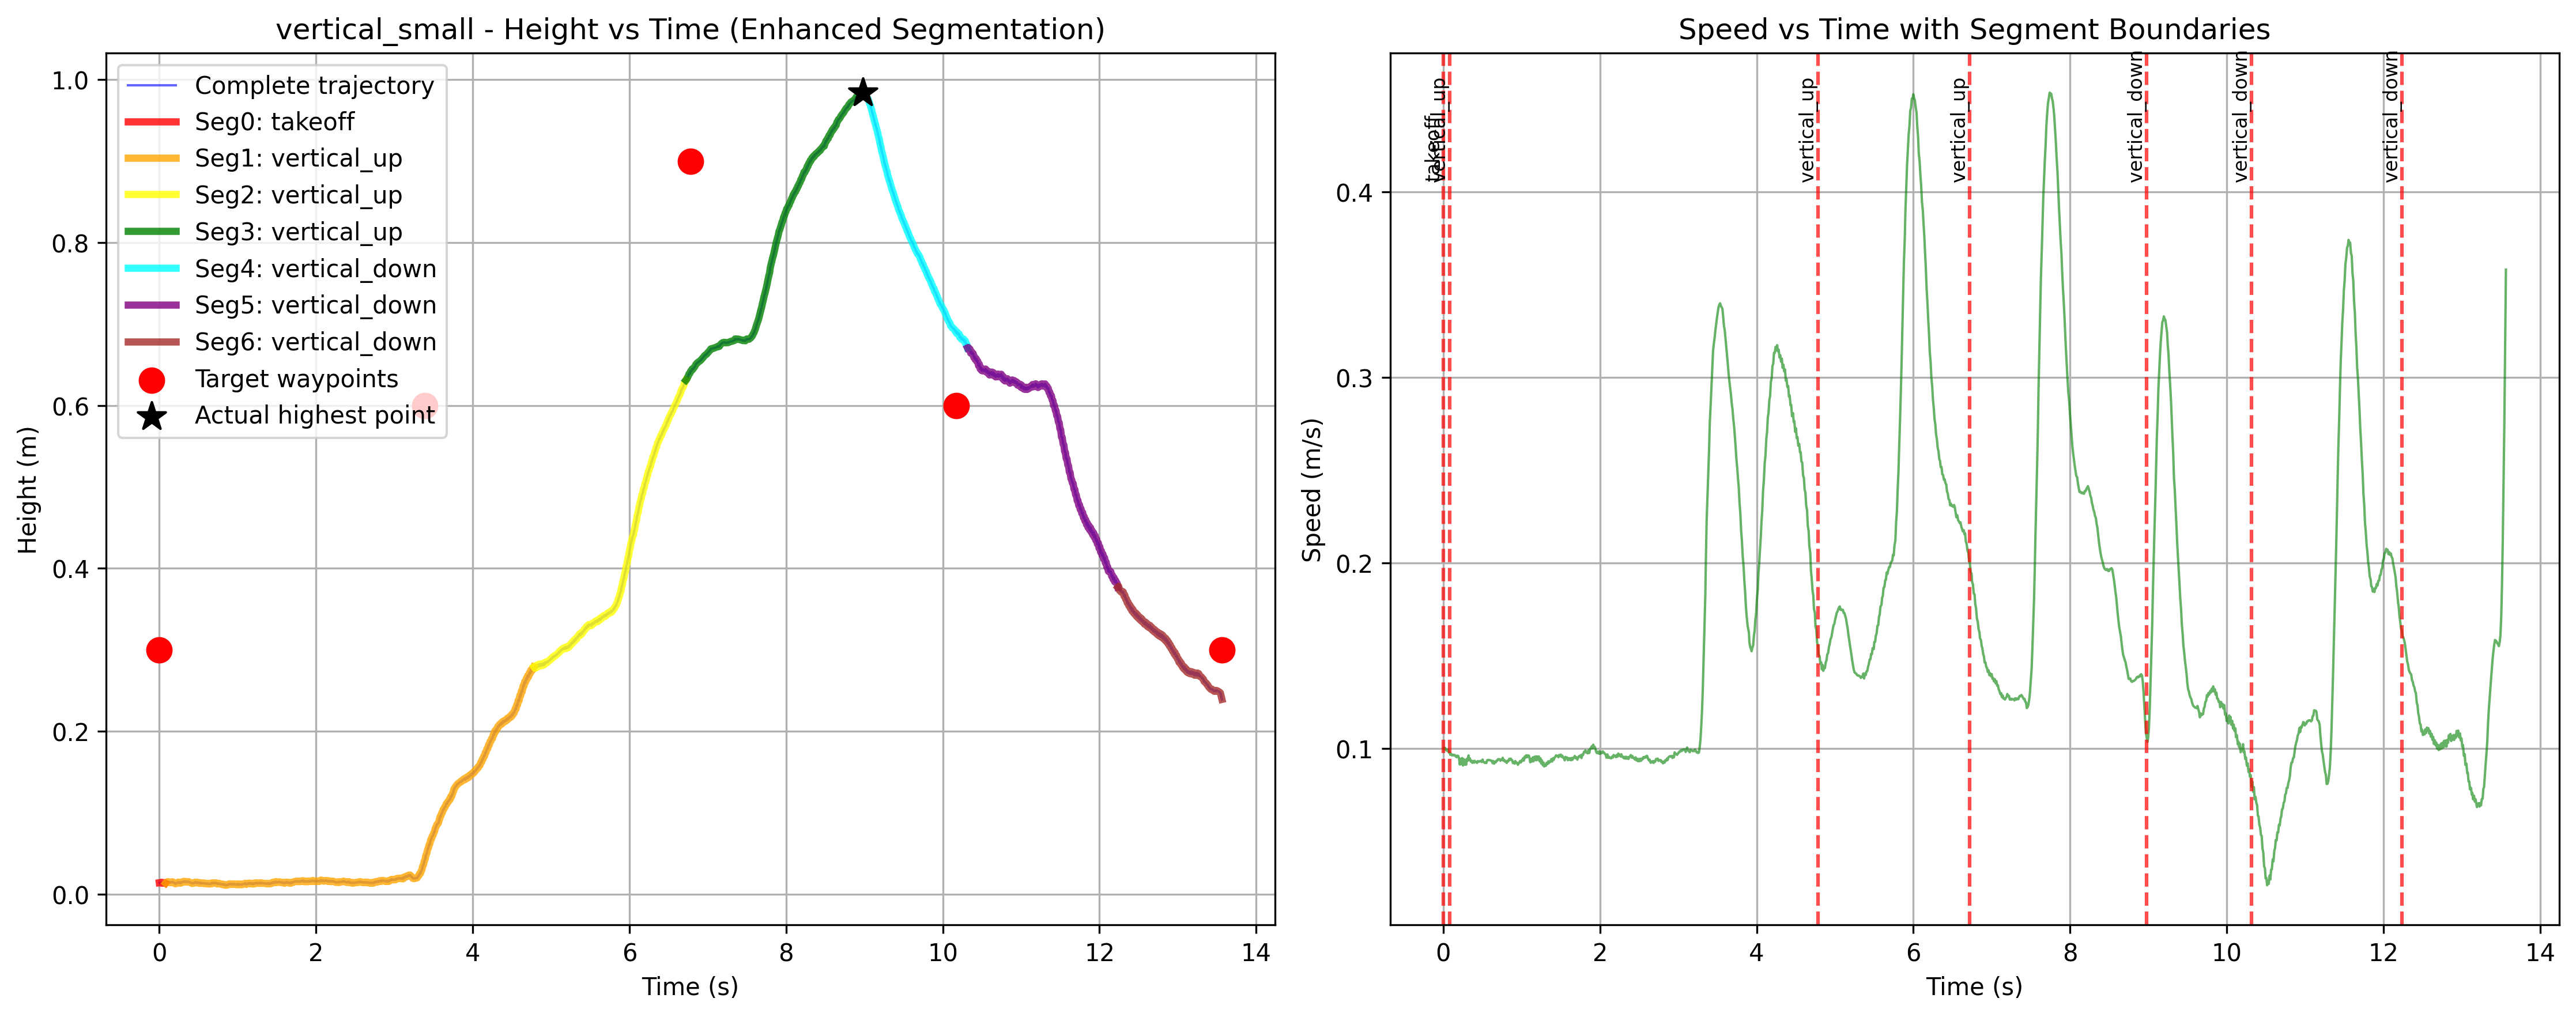 vertical_small - Height vs Time (Enhanced Segmentation)
Height (m)
1.0
0.8
0.6
0.4
0.2
0.0
Complete trajectory
Seg0: takeoff
Seg1: vertical_up
Seg2: vertical_up
Seg3: vertical_up
Seg4: vertical_down
Seg5: vertical_down
Seg6: vertical_down
Target waypoints
Actual highest point
0 2 4 6 8 10 12 14
Time (s)
Speed vs Time with Segment Boundaries
Speed (m/s)
0.4
0.3
0.2
0.1
takeoff
vertical_up
vertical_up
vertical_up
vertical_down
vertical_down
vertical_down
0 2 4 6 8 10 12 14
Time (s)